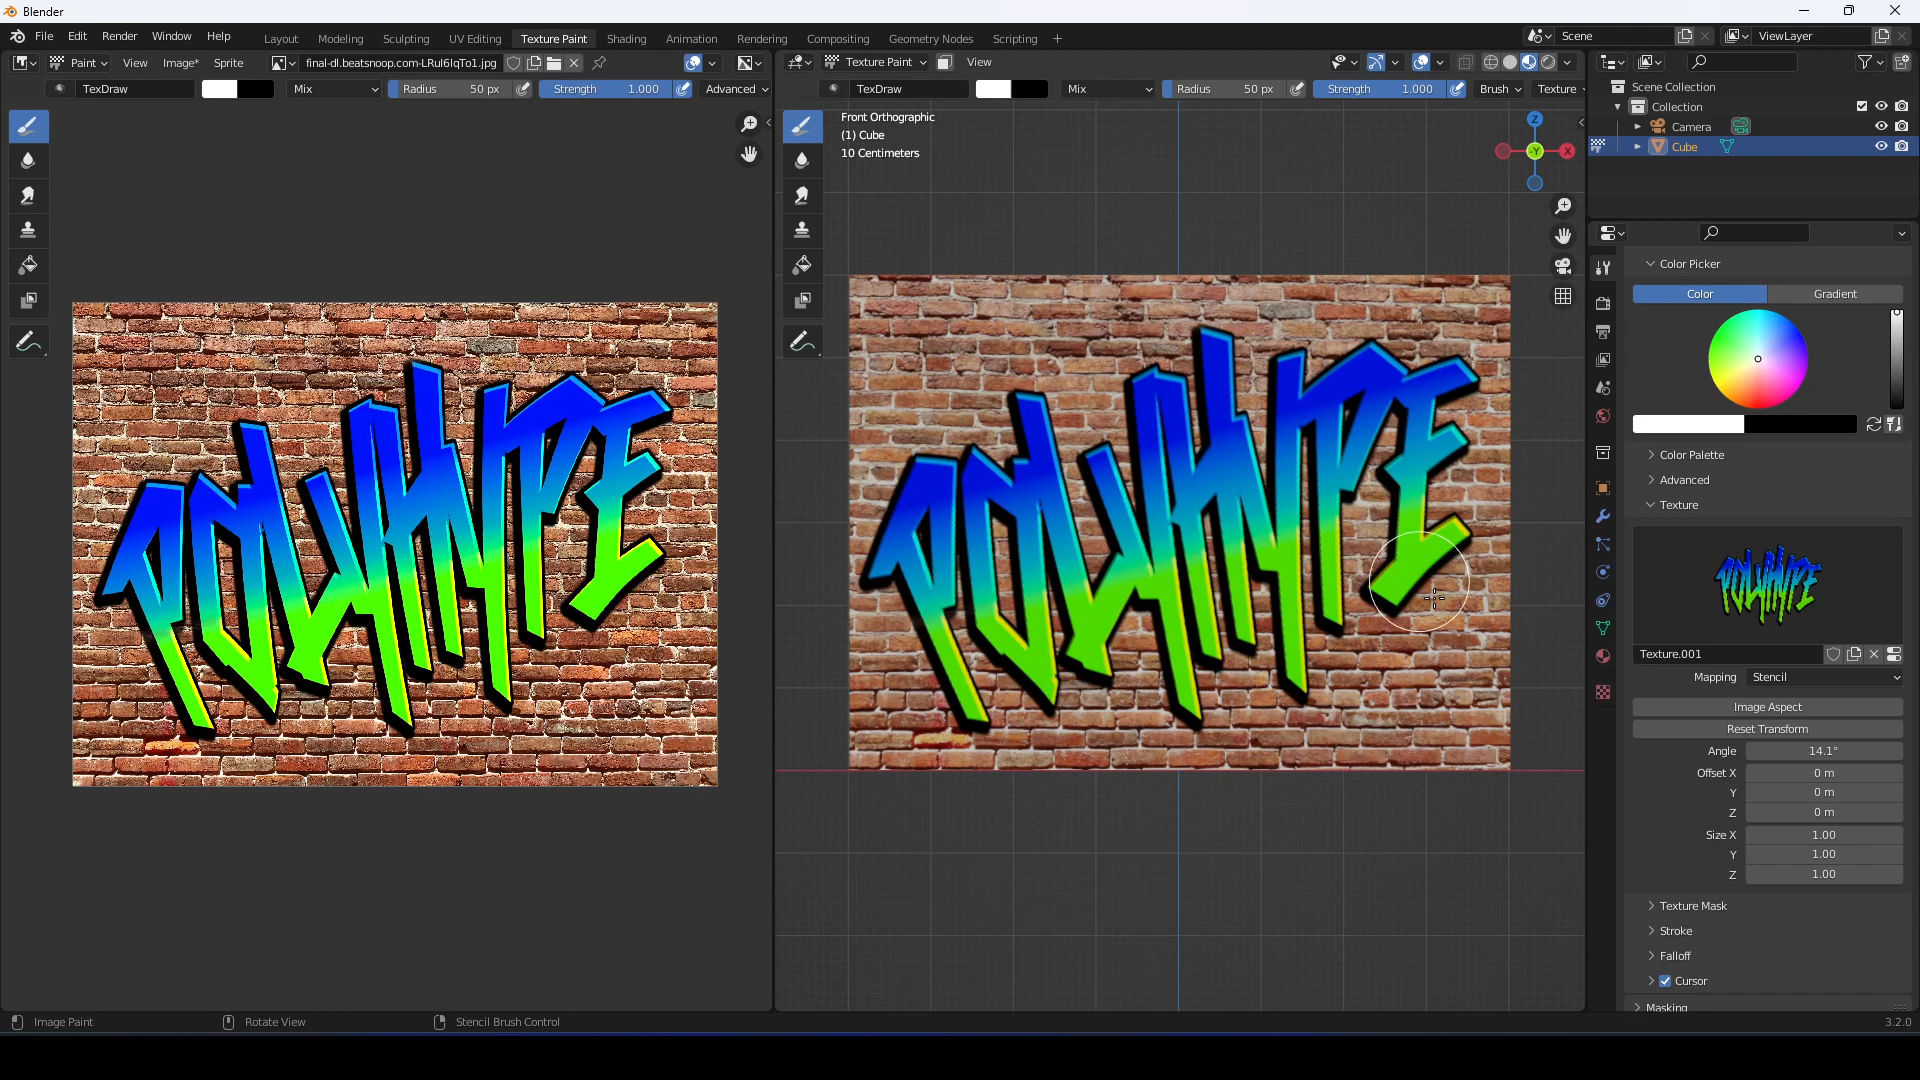 Blender
File Edit Render Window Help Layout Modeling Sculpting UV Editing Texture Paint Shading Animation Rendering Compositing Geometry Nodes Scripting + Scene ViewLayer
Paint View Image* Sprite final-dl.beatsnoop.com-LRuI6IqTo1.jpg Texture Paint View
TexDraw Mix Radius 50 px Strength 1.000 Advanced TexDraw Mix Radius 50 px Strength 1.000 Brush Texture
Scene Collection
Collection
Camera
Cube
Front Orthographic
(1) Cube
10 Centimeters
Z
-Y
X
POLYHYPE
POLYHYPE
Color Picker
Color Gradient
Color Palette
Advanced
Texture
POLYHYPE
Texture.001
Mapping Stencil
Image Aspect
Reset Transform
Angle 14.1°
Offset X 0 m
Y 0 m
Z 0 m
Size X 1.00
Y 1.00
Z 1.00
Texture Mask
Stroke
Falloff
Cursor
Masking
Image Paint Rotate View Stencil Brush Control 3.2.0